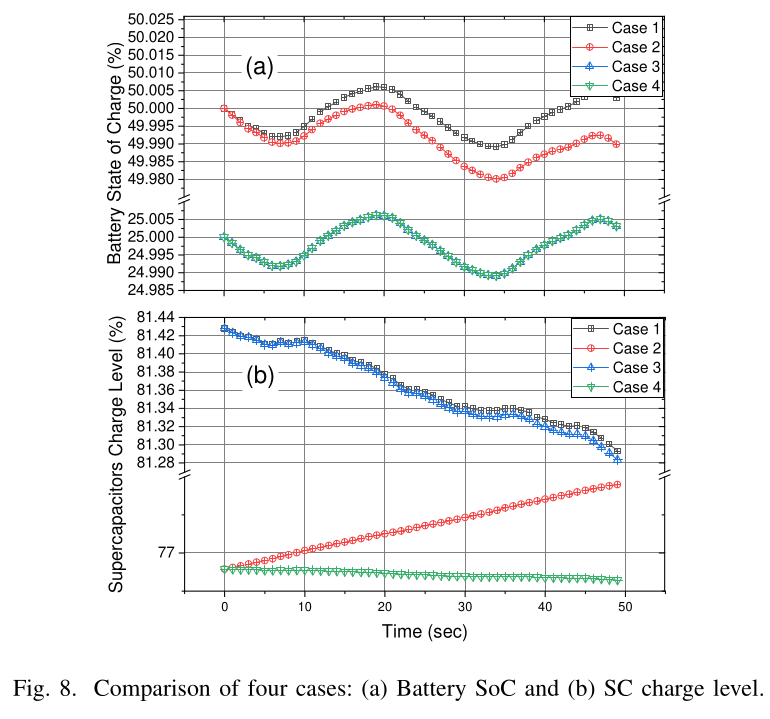 50.025
50.020
50.015
50.010
50.005
50.000
49.995
49.990
49.985
49.980
25.005
25.000
24.995
24.990
24.985
Battery State of Charge (%)
(a)
Case 1
Case 2
Case 3
Case 4
81.44
81.42
81.40
81.38
81.36
81.34
81.32
81.30
81.28
77
Supercapacitors Charge Level (%)
(b)
Case 1
Case 2
Case 3
Case 4
0 10 20 30 40 50
Time (sec)
Fig. 8. Comparison of four cases: (a) Battery SoC and (b) SC charge level.